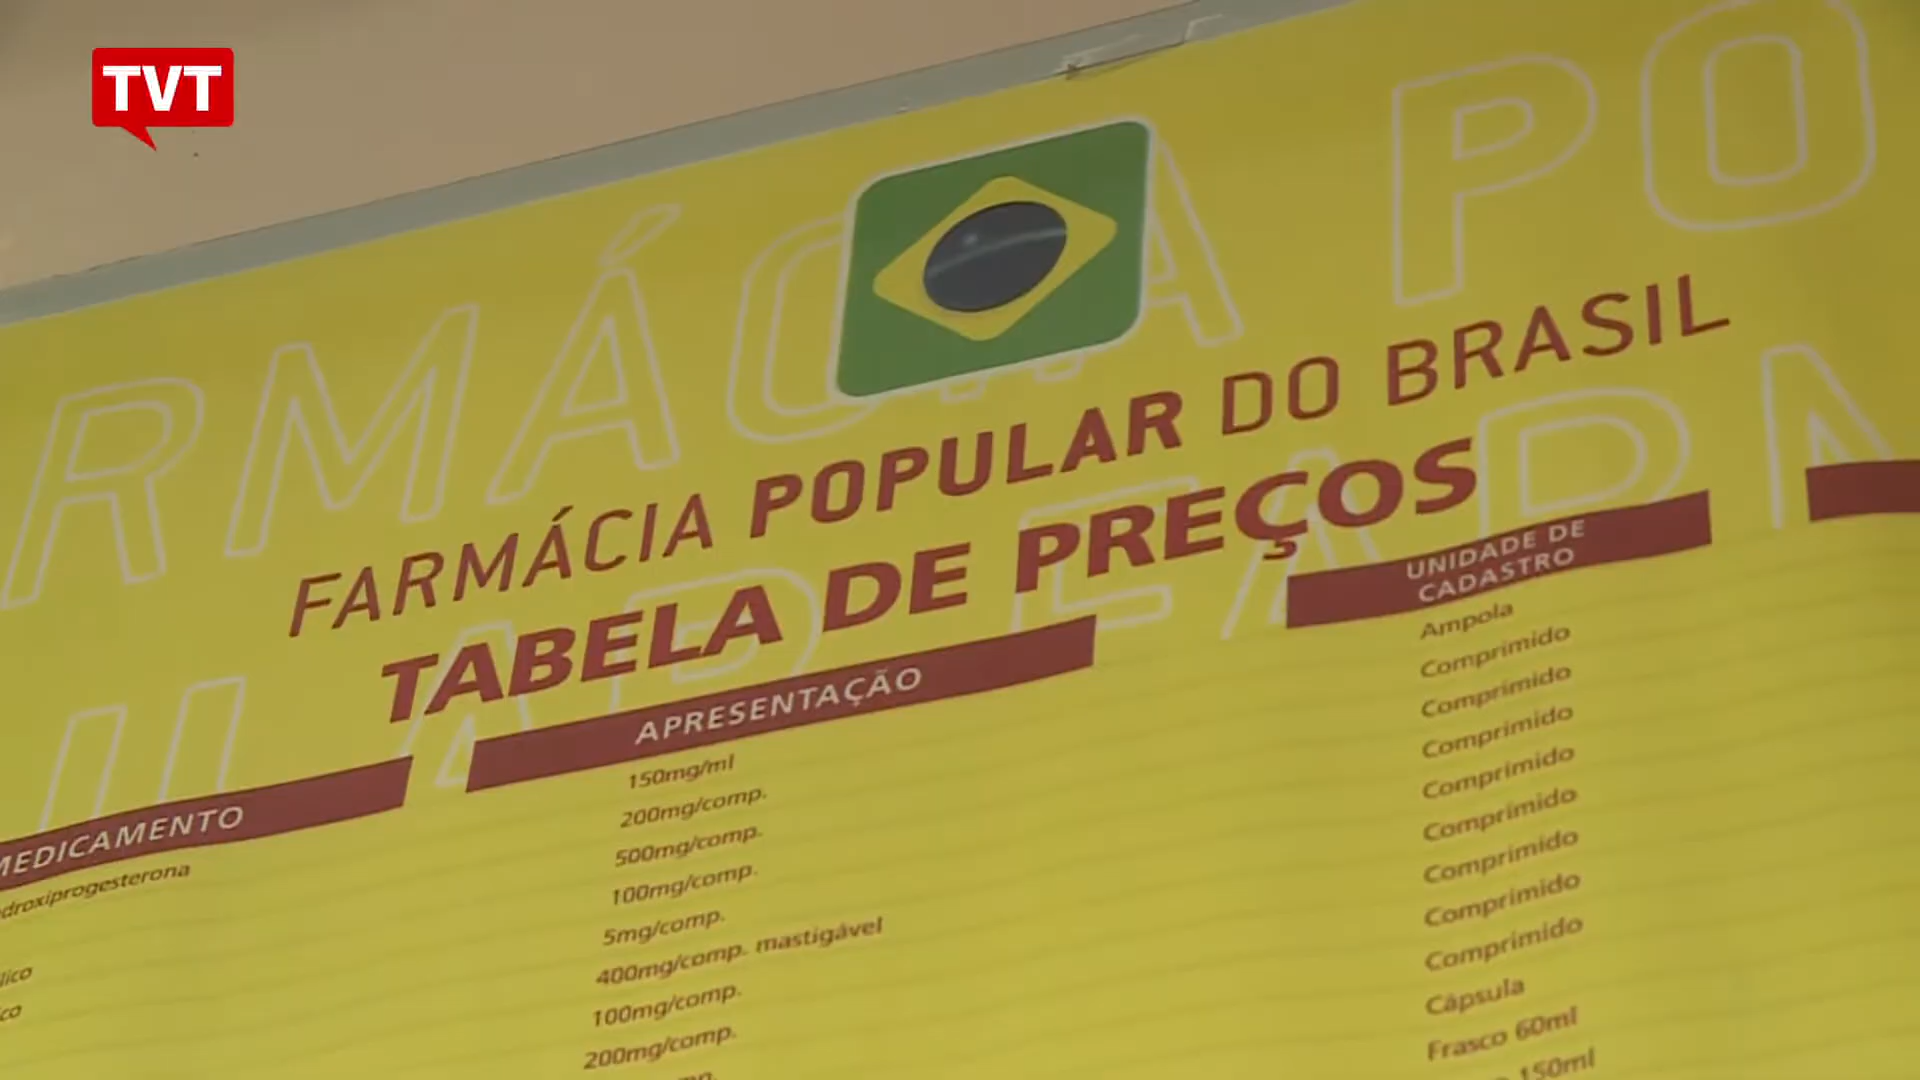 TVT
FARMÁCIA POPULAR DO BRASIL
TABELA DE PREÇOS
MEDICAMENTO
APRESENTAÇÃO
UNIDADE DE
CADASTRO
150mg/ml
200mg/comp.
500mg/comp.
100mg/comp.
5mg/comp.
400mg/comp. mastigável
100mg/comp.
200mg/comp.
Ampola
Comprimido
Comprimido
Comprimido
Comprimido
Comprimido
Comprimido
Comprimido
Comprimido
Cápsula
Frasco 60ml
150ml